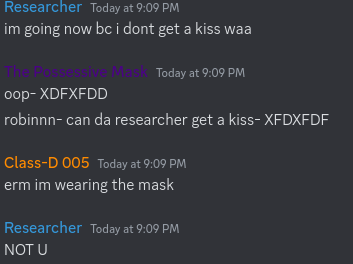 Researcher Today at 9:09 PM
im going now bc i dont get a kiss waa
The Possessive Mask Today at 9:09 PM
oop- XDFXFDD
robinnn- can da researcher get a kiss- XFDXFDF
Class-D 005 Today at 9:09 PM
erm im wearing the mask
Researcher Today at 9:09 PM
NOT U